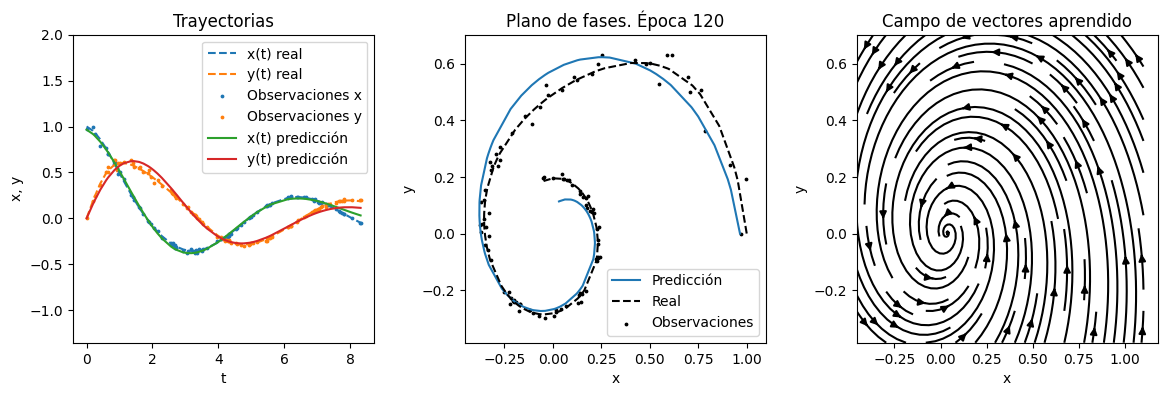 Trayectorias
2.0
1.5
1.0
0.5
0.0
−0.5
−1.0
x, y
0
2
4
6
8
t
x(t) real
y(t) real
Observaciones x
Observaciones y
x(t) predicción
y(t) predicción
Plano de fases. Época 120
0.6
0.4
0.2
0.0
−0.2
y
−0.25
0.00
0.25
0.50
0.75
1.00
x
Predicción
Real
Observaciones
Campo de vectores aprendido
0.6
0.4
0.2
0.0
−0.2
y
−0.25
0.00
0.25
0.50
0.75
1.00
x